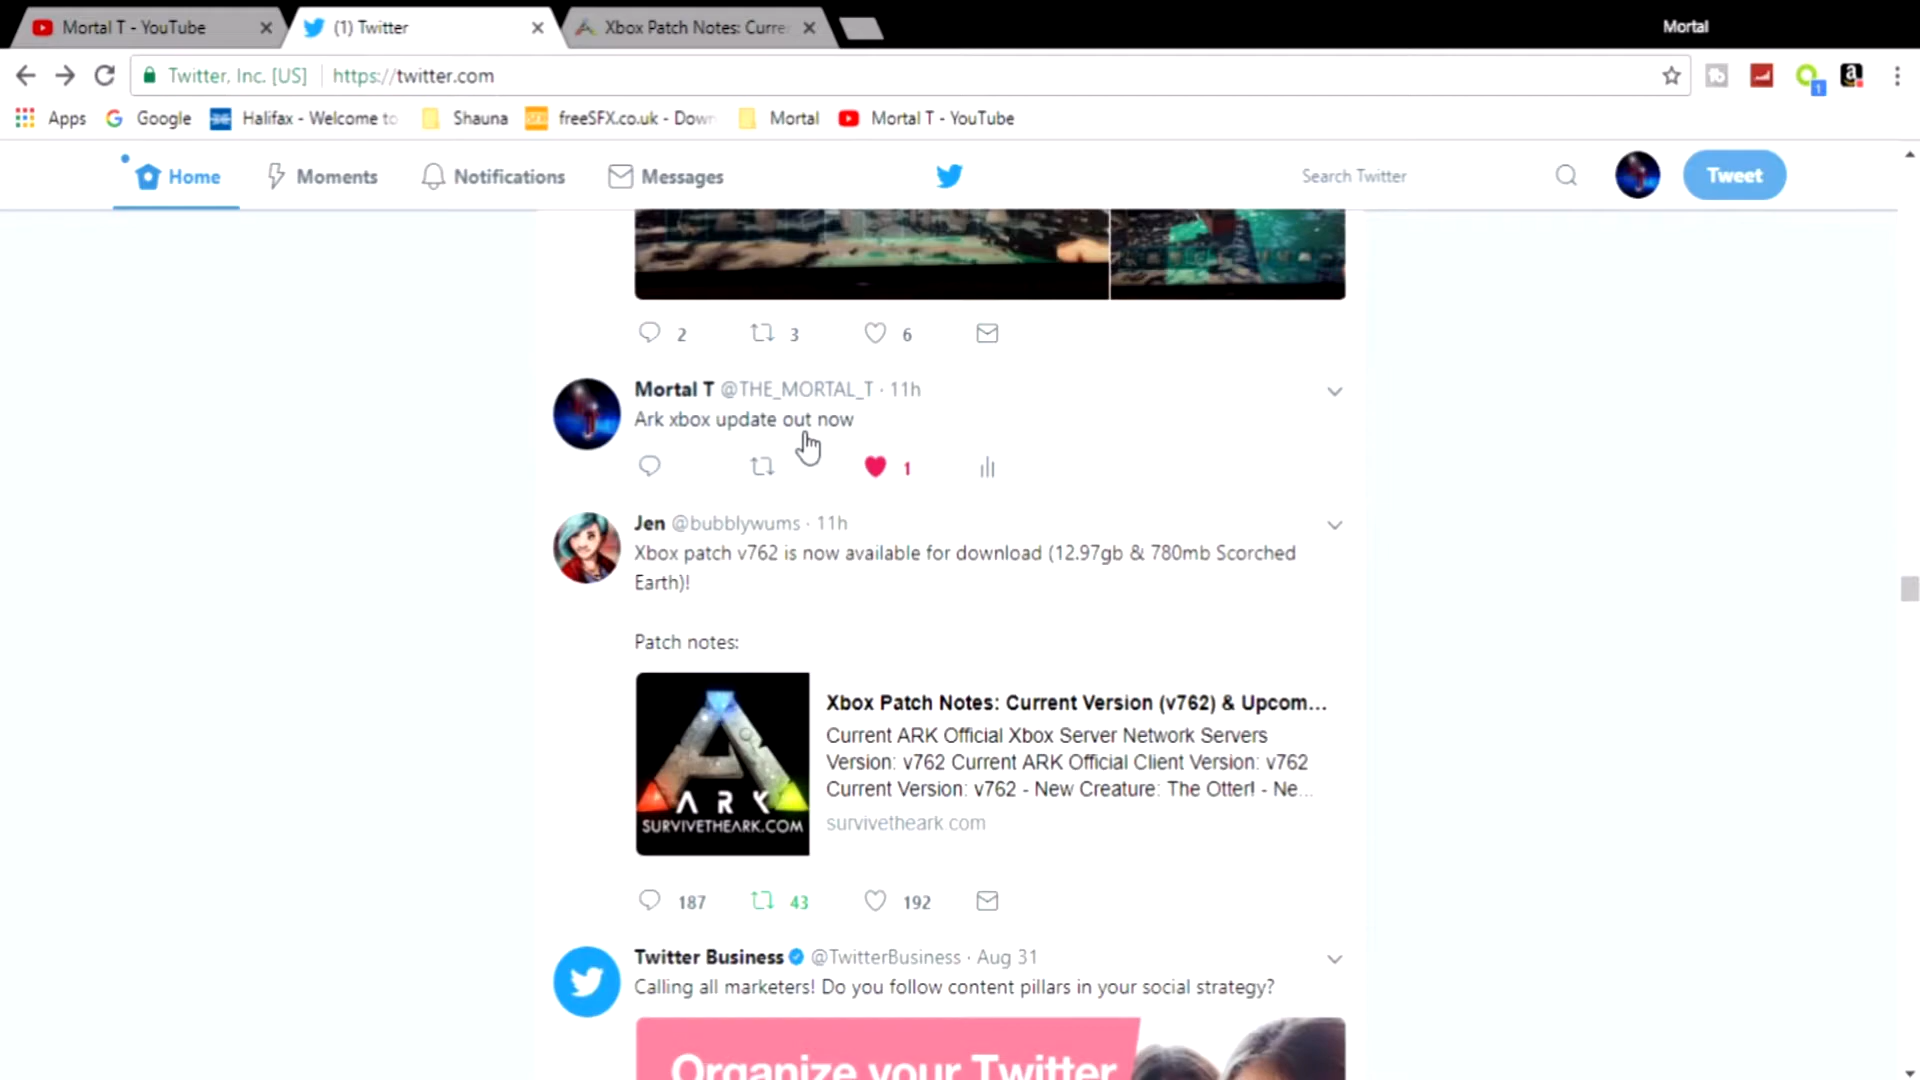 Mortal T - YouTube
(1) Twitter
Xbox Patch Notes: Curre
Mortal
Twitter, Inc. [US]
https://twitter.com
Apps
Google
Halifax - Welcome to
Shauna
freeSFX.co.uk - Down
Mortal
Mortal T - YouTube
1
Home
Moments
Notifications
Messages
Search Twitter
Tweet
2
3
6
Mortal T @THE_MORTAL_T · 11h
Ark xbox update out now
1
Jen @bubblywums · 11h
Xbox patch v762 is now available for download (12.97gb & 780mb Scorched
Earth)!
Patch notes:
ARK
SURVIVETHEARK.COM
Xbox Patch Notes: Current Version (v762) & Upcom...
Current ARK Official Xbox Server Network Servers
Version: v762 Current ARK Official Client Version: v762
Current Version: v762 - New Creature: The Otter! - Ne...
survivetheark.com
187
43
192
Twitter Business @TwitterBusiness · Aug 31
Calling all marketers! Do you follow content pillars in your social strategy?
Organize your Twitter